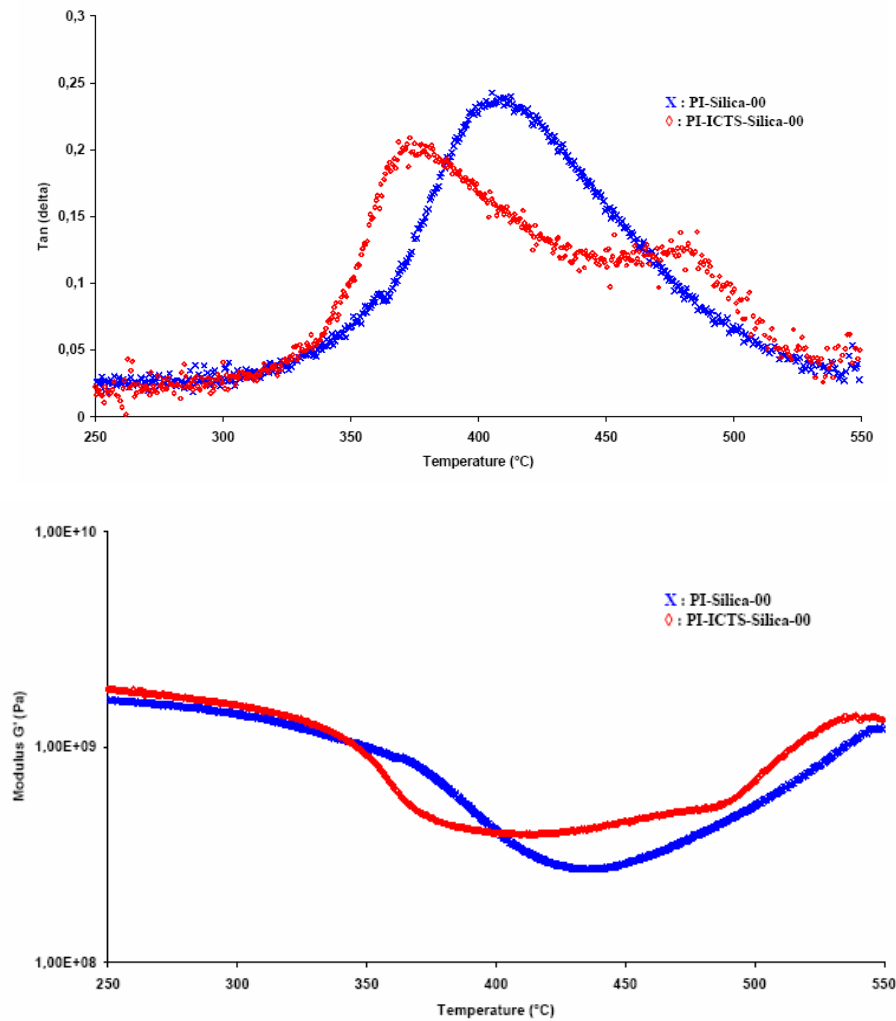 0,3
0,25
0,2
0,15
0,1
0,05
0
Tan (delta)
X : PI-Silica-00
◊ : PI-ICTS-Silica-00
250 300 350 400 450 500 550
Temperature (°C)
1,00E+10
1,00E+09
1,00E+08
Modulus G' (Pa)
X : PI-Silica-00
◊ : PI-ICTS-Silica-00
250 300 350 400 450 500 550
Temperature (°C)